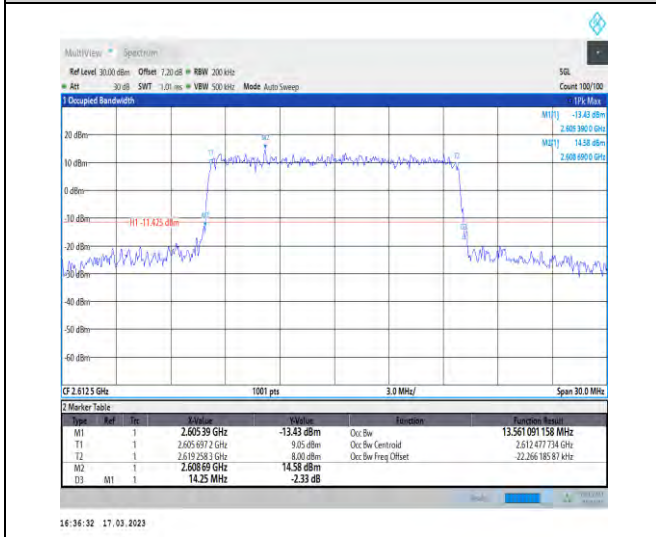 MultiView Spectrum
Ref Level 30.00 dBm Offset 7.20 dB RBW 200 kHz SGL
Att 30 dB SWT 1.01 ms VBW 500 kHz Mode Auto Sweep Count 100/100
1 Occupied Bandwidth 1Pk Max
M1[1] -13.43 dBm
2.605 390 0 GHz
M2[1] 14.58 dBm
2.608 690 0 GHz
20 dBm
M2
T1
T2
10 dBm
0 dBm
-10 dBm
M1
H1 -11.425 dBm
-20 dBm
-30 dBm
-40 dBm
-50 dBm
-60 dBm
CF 2.612 5 GHz 1001 pts 3.0 MHz/ Span 30.0 MHz
2 Marker Table
Type Ref Trc X-Value Y-Value Function Function Result
M1 1 2.605 39 GHz -13.43 dBm Occ Bw 13.561 091 158 MHz
T1 1 2.605 697 2 GHz 9.05 dBm Occ Bw Centroid 2.612 477 734 GHz
T2 1 2.619 258 3 GHz 8.00 dBm Occ Bw Freq Offset -22.266 185 87 kHz
M2 1 2.608 69 GHz 14.58 dBm
D3 M1 1 14.25 MHz -2.33 dB
16:36:32 17.03.2023